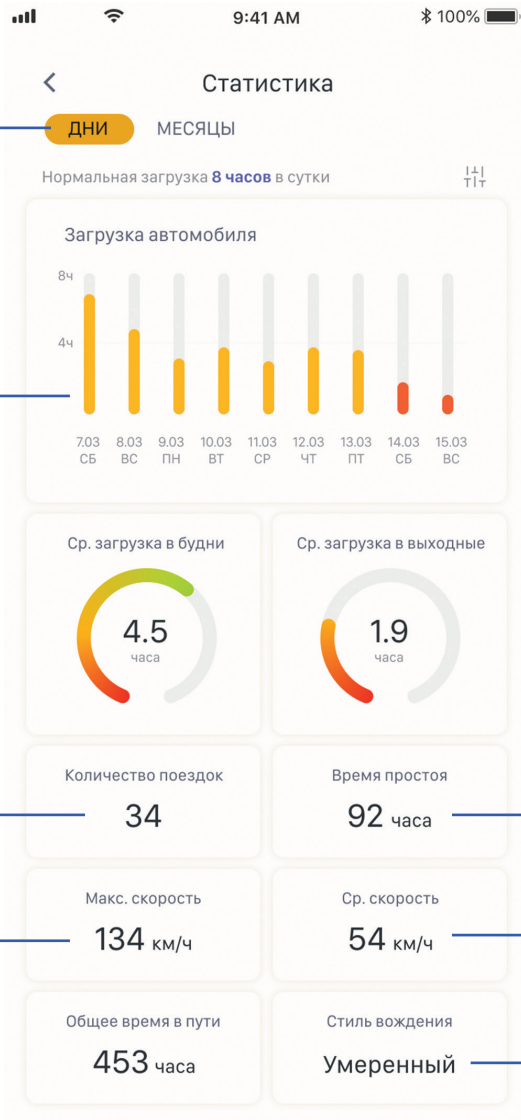 9:41 AM 100%
Статистика
ДНИ МЕСЯЦЫ
Нормальная загрузка 8 часов в сутки
Загрузка автомобиля
8ч
4ч
7.03 8.03 9.03 10.03 11.03 12.03 13.03 14.03 15.03
СБ ВС ПН ВТ СР ЧТ ПТ СБ ВС
Ср. загрузка в будни Ср. загрузка в выходные
4.5 1.9
часа часа
Количество поездок Время простоя
34 92 часа
Макс. скорость Ср. скорость
134 км/ч 54 км/ч
Общее время в пути Стиль вождения
453 часа Умеренный